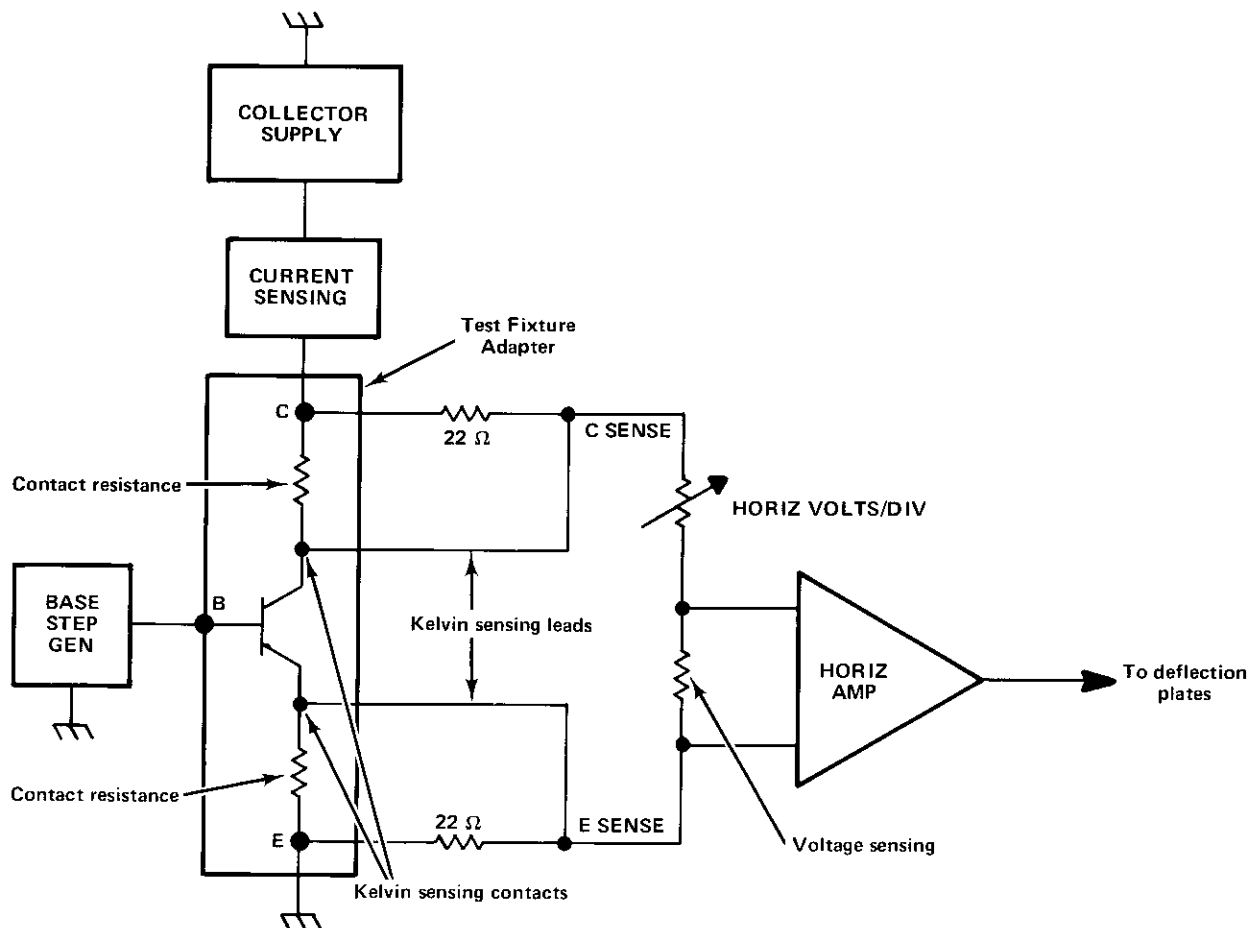 COLLECTOR
SUPPLY
CURRENT
SENSING
Test Fixture
Adapter
C
22 Ω
C SENSE
Contact resistance
HORIZ VOLTS/DIV
BASE
STEP
GEN
B
Kelvin sensing leads
HORIZ
AMP
To deflection
plates
Contact resistance
E
22 Ω
E SENSE
Voltage sensing
Kelvin sensing contacts